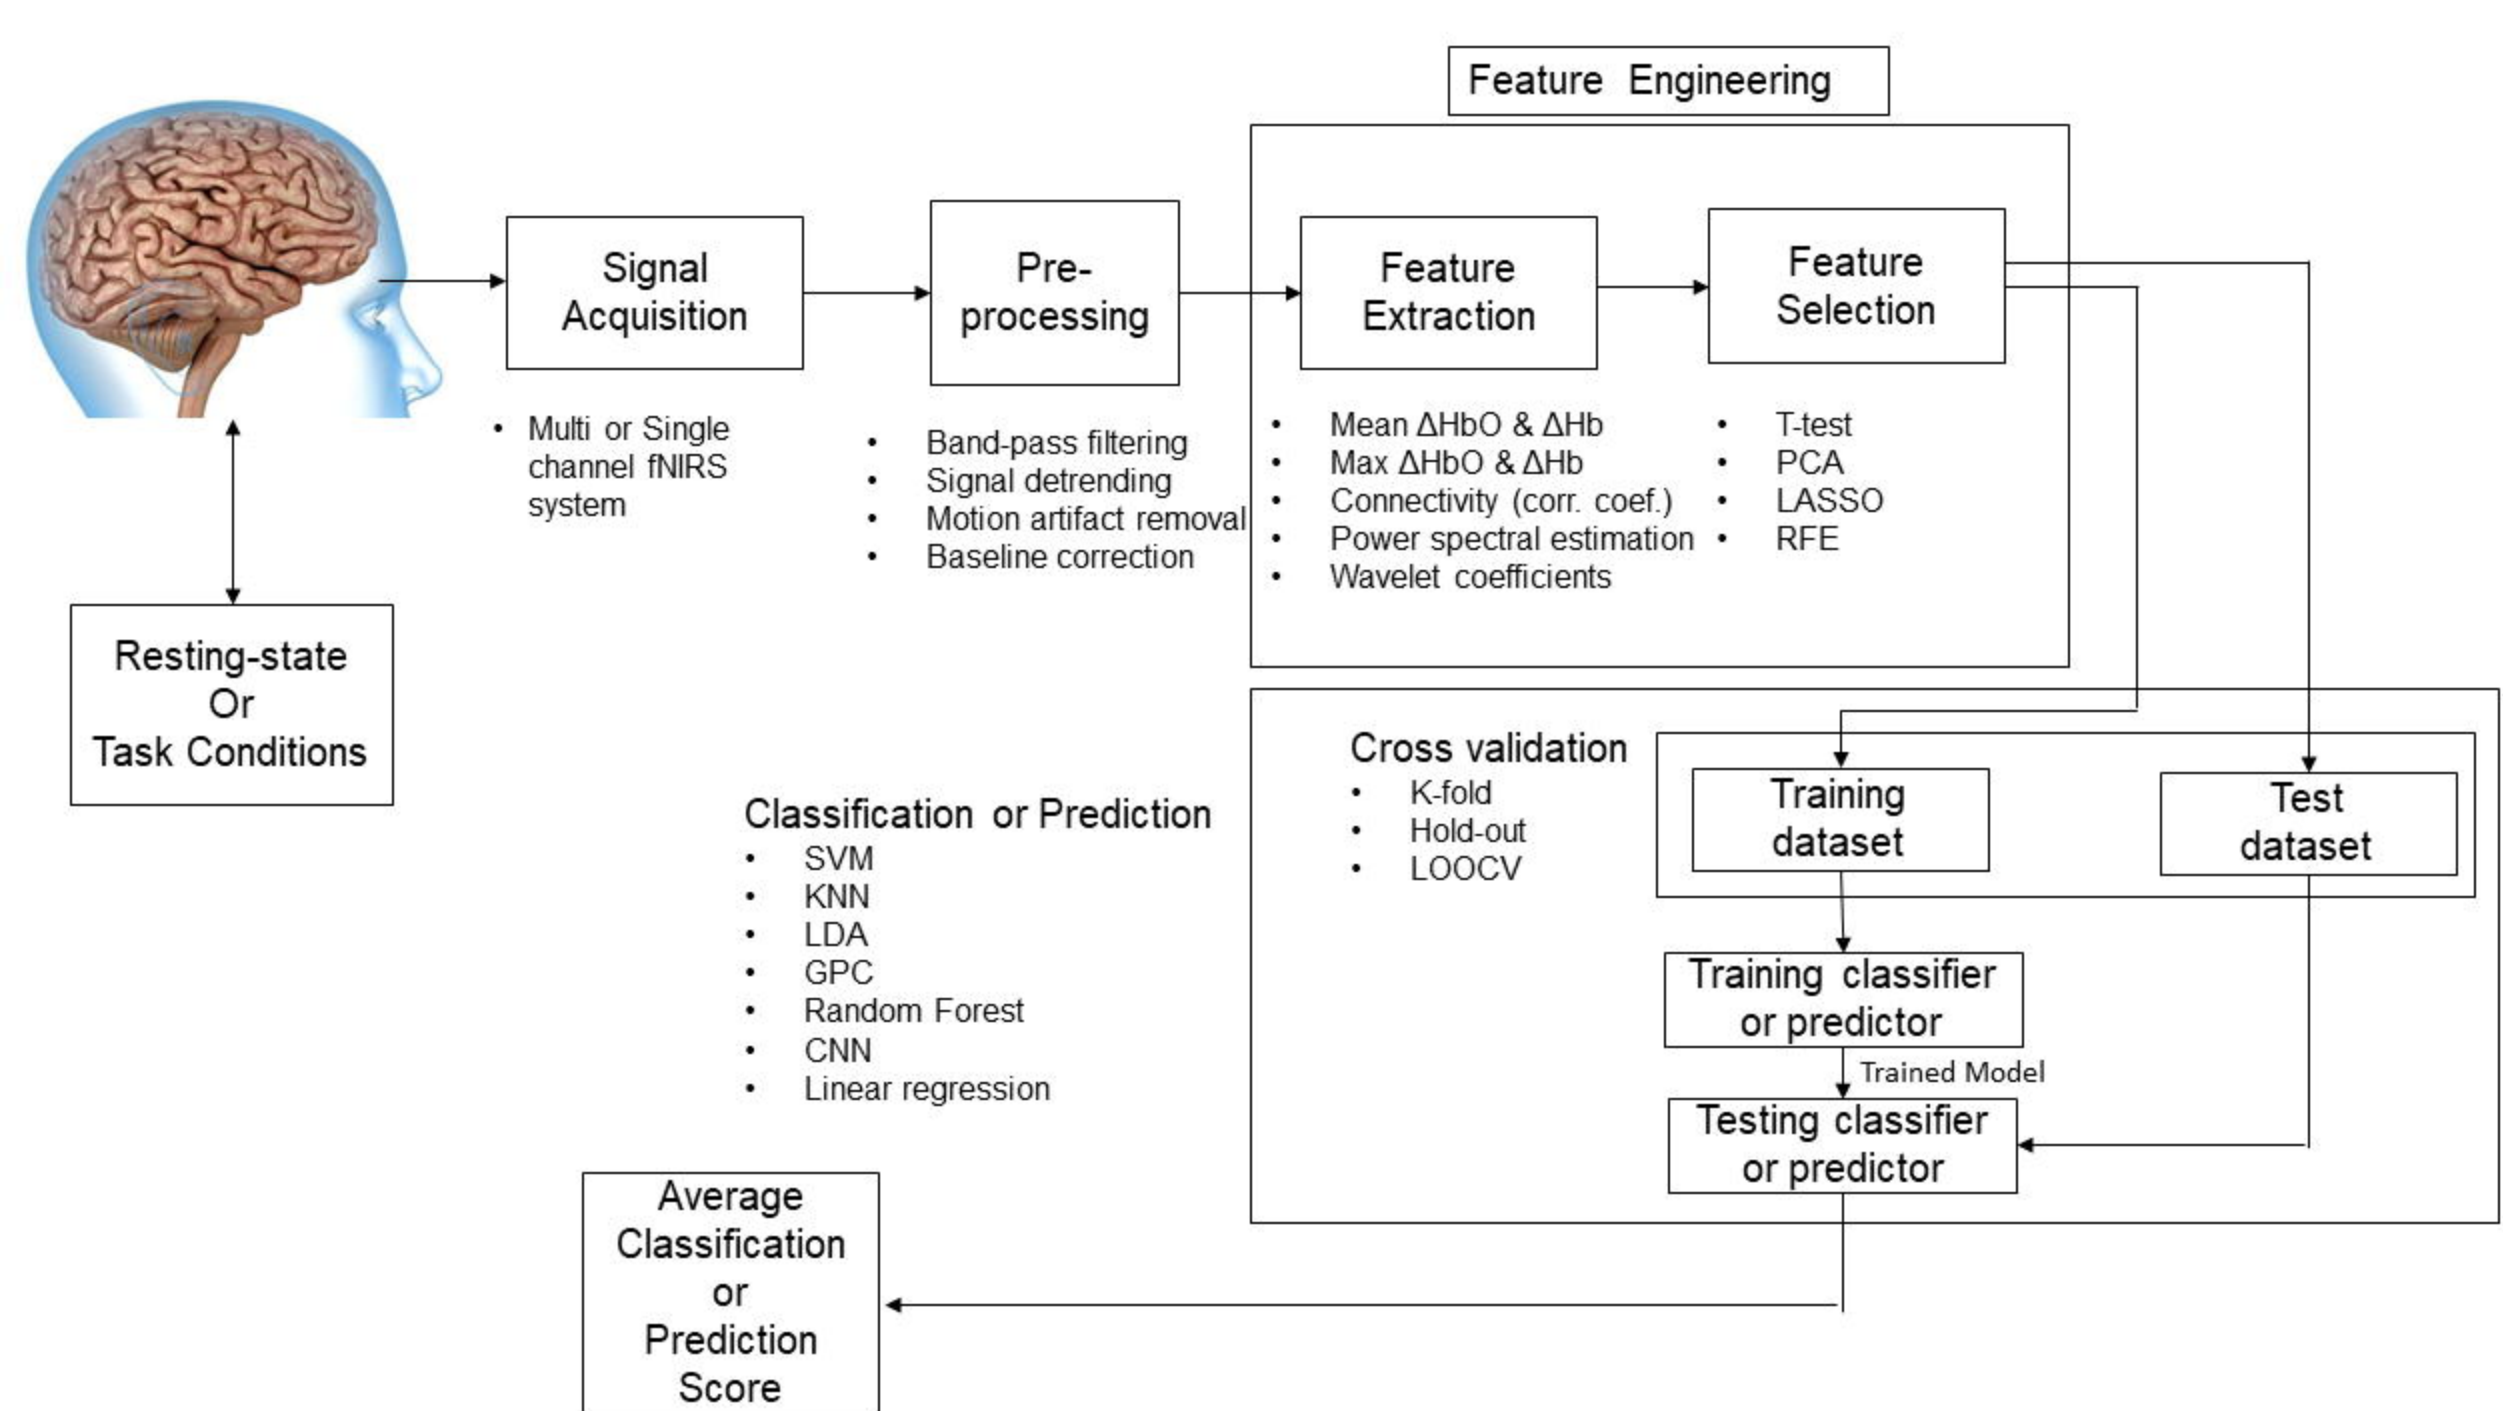 Feature Engineering
Signal
Acquisition
Pre-
processing
Feature
Extraction
Feature
Selection
• Multi or Single
channel fNIRS
system
• Band-pass filtering
• Signal detrending
• Motion artifact removal
• Baseline correction
• Mean ΔHbO & ΔHb
• Max ΔHbO & ΔHb
• Connectivity (corr. coef.)
• Power spectral estimation
• Wavelet coefficients
• T-test
• PCA
• LASSO
• RFE
Resting-state
Or
Task Conditions
Cross validation
• K-fold
• Hold-out
• LOOCV
Training
dataset
Test
dataset
Classification or Prediction
• SVM
• KNN
• LDA
• GPC
• Random Forest
• CNN
• Linear regression
Training classifier
or predictor
Trained Model
Testing classifier
or predictor
Average
Classification
or
Prediction
Score